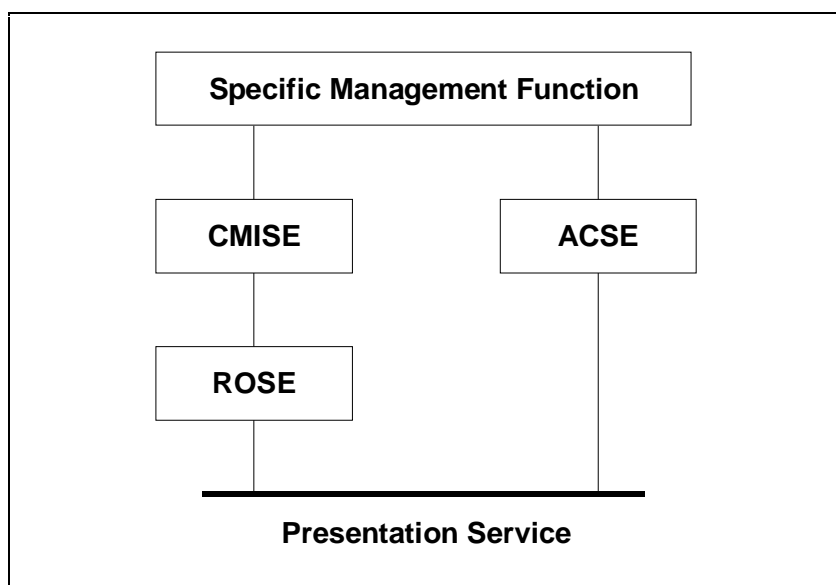 Specific Management Function
CMISE
ACSE
ROSE
Presentation Service